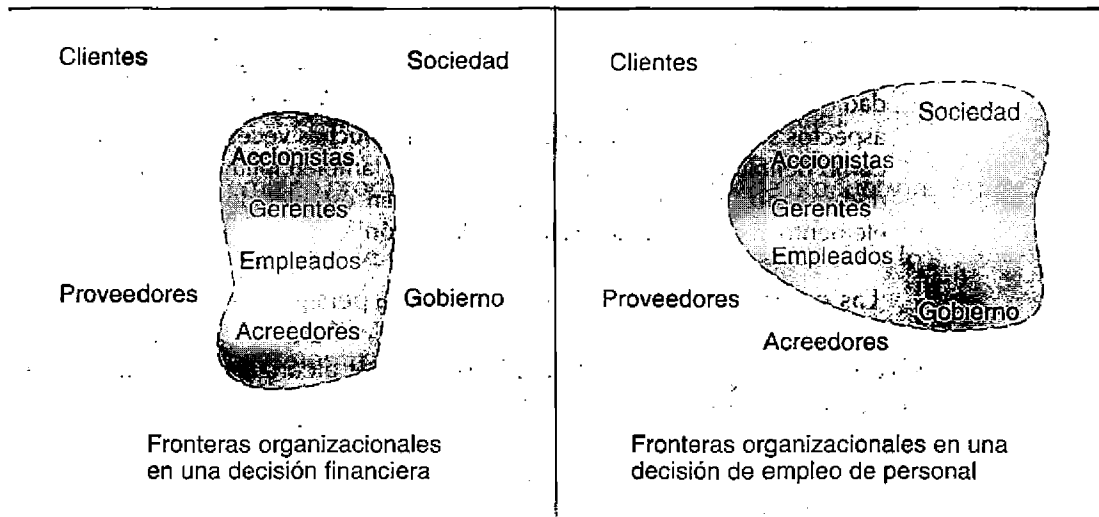 Clientes
Sociedad
Accionistas
Gerentes
Empleados
Proveedores
Gobierno
Acreedores
Fronteras organizacionales
en una decisión financiera
Clientes
Sociedad
Accionistas
Gerentes
Empleados
Proveedores
Gobierno
Acreedores
Fronteras organizacionales en una
decisión de empleo de personal